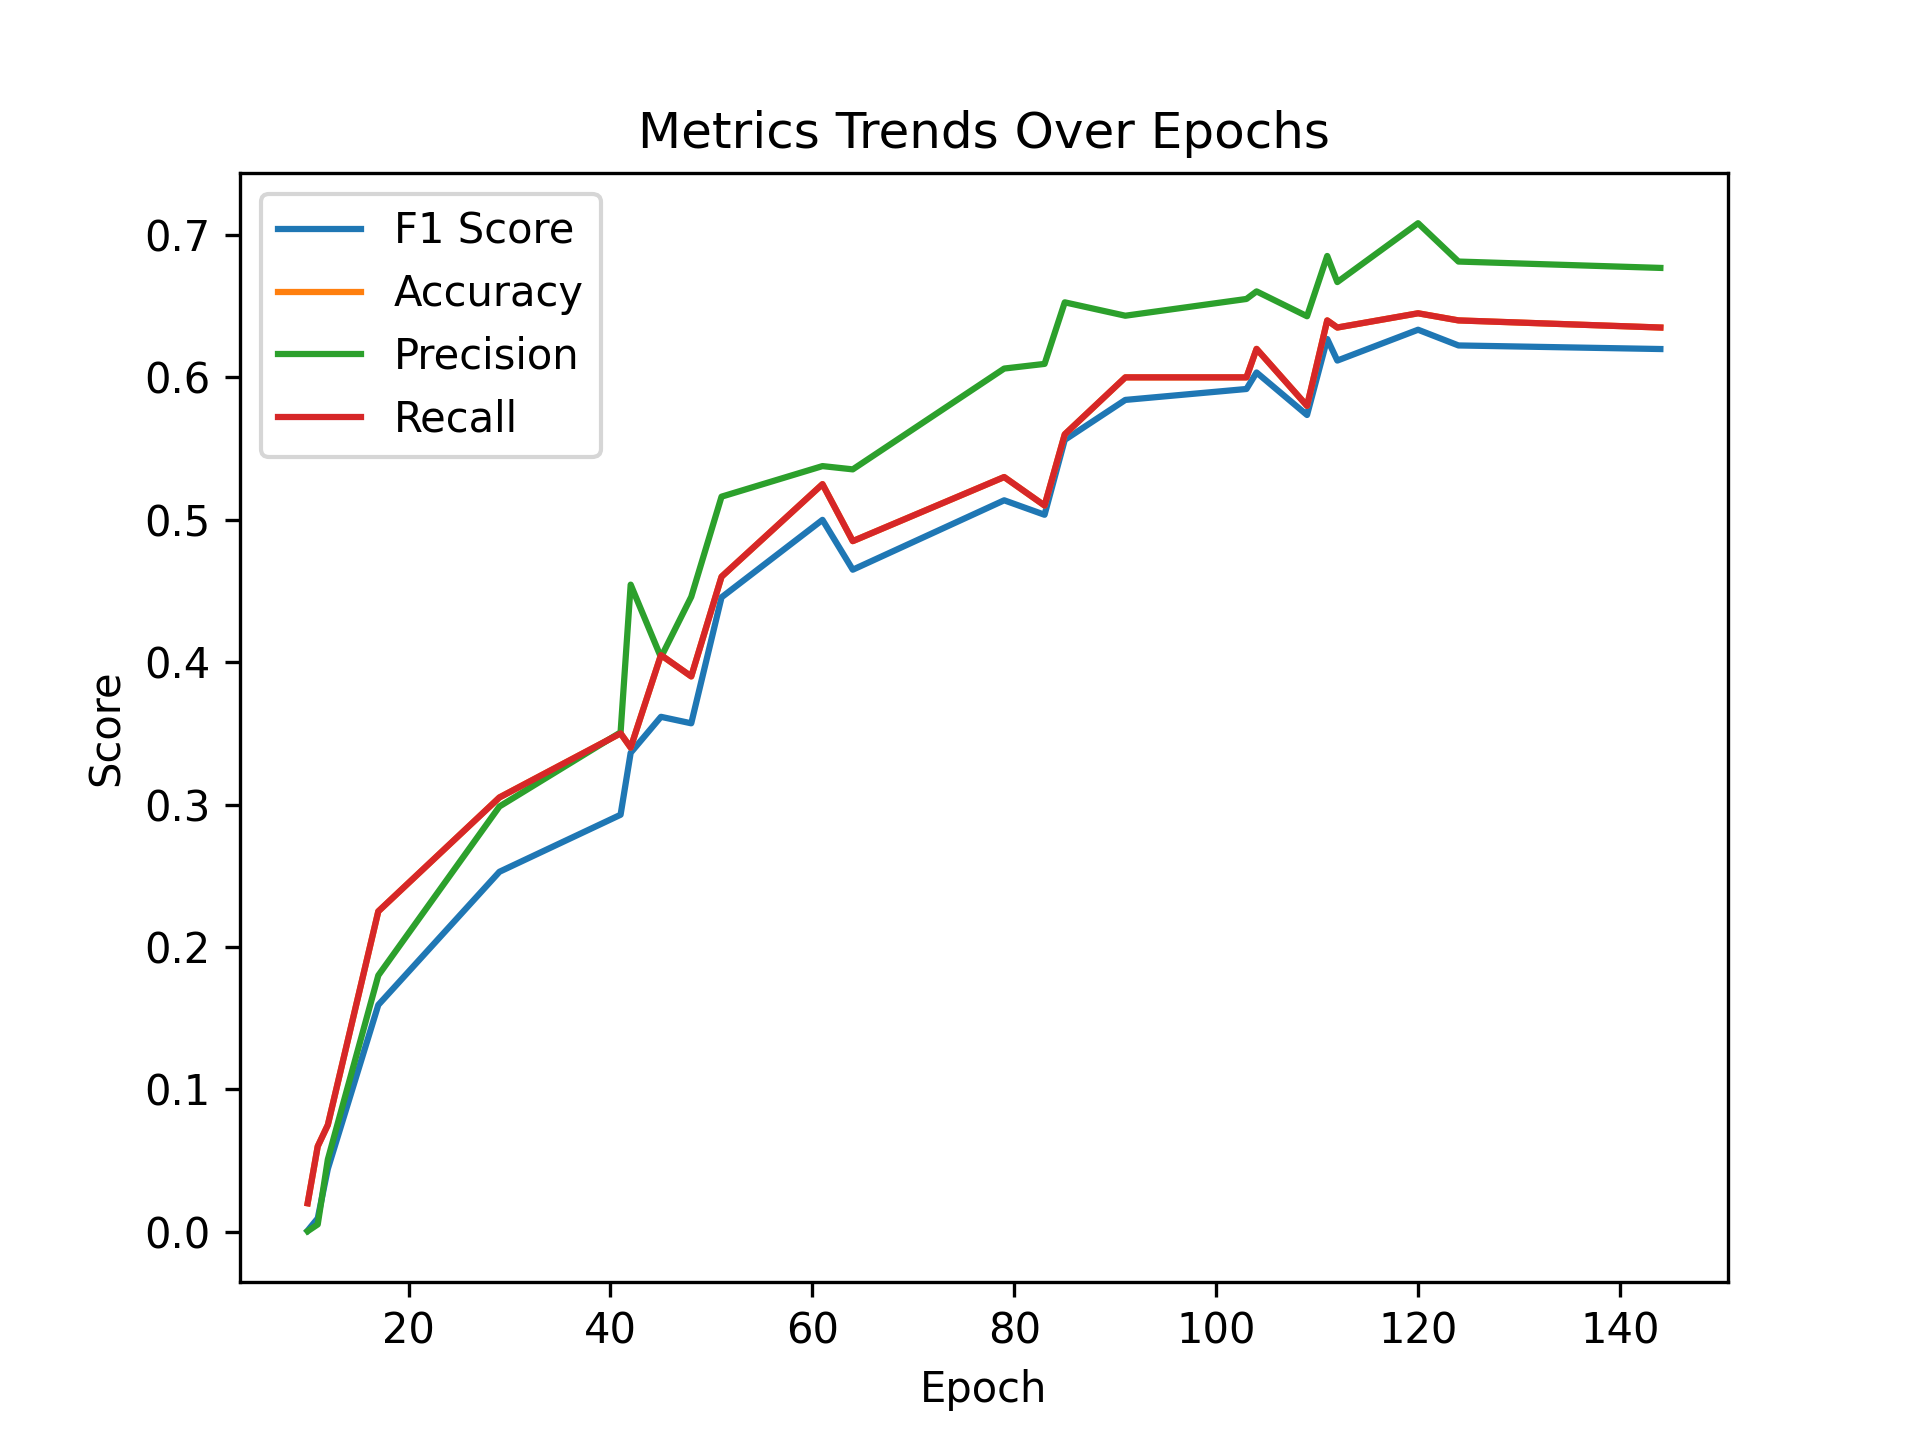 Metrics Trends Over Epochs
F1 Score
Accuracy
Precision
Recall
Score
0.7
0.6
0.5
0.4
0.3
0.2
0.1
0.0
20 40 60 80 100 120 140
Epoch